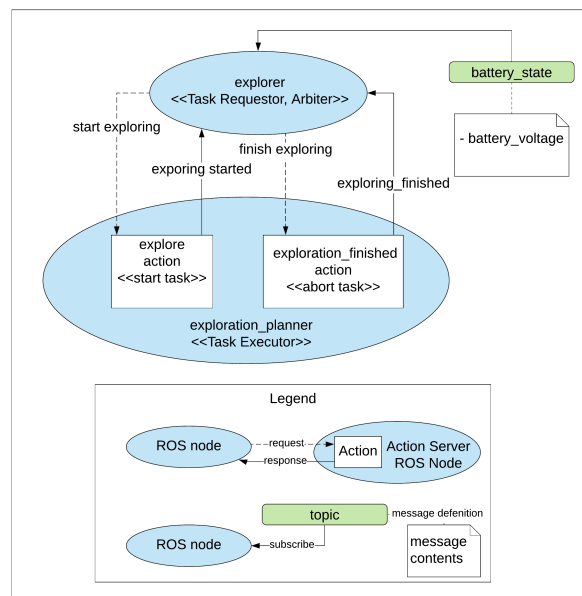 explorer
<<Task Requestor, Arbiter>>
battery_state
- battery_voltage
start exploring
finish exploring
exporing started
exploring_finished
explore
action
<<start task>>
exploration_finished
action
<<abort task>>
exploration_planner
<<Task Executor>>
Legend
ROS node
request
response
Action
Action Server
ROS Node
topic
message defenition
ROS node
subscribe
message
contents